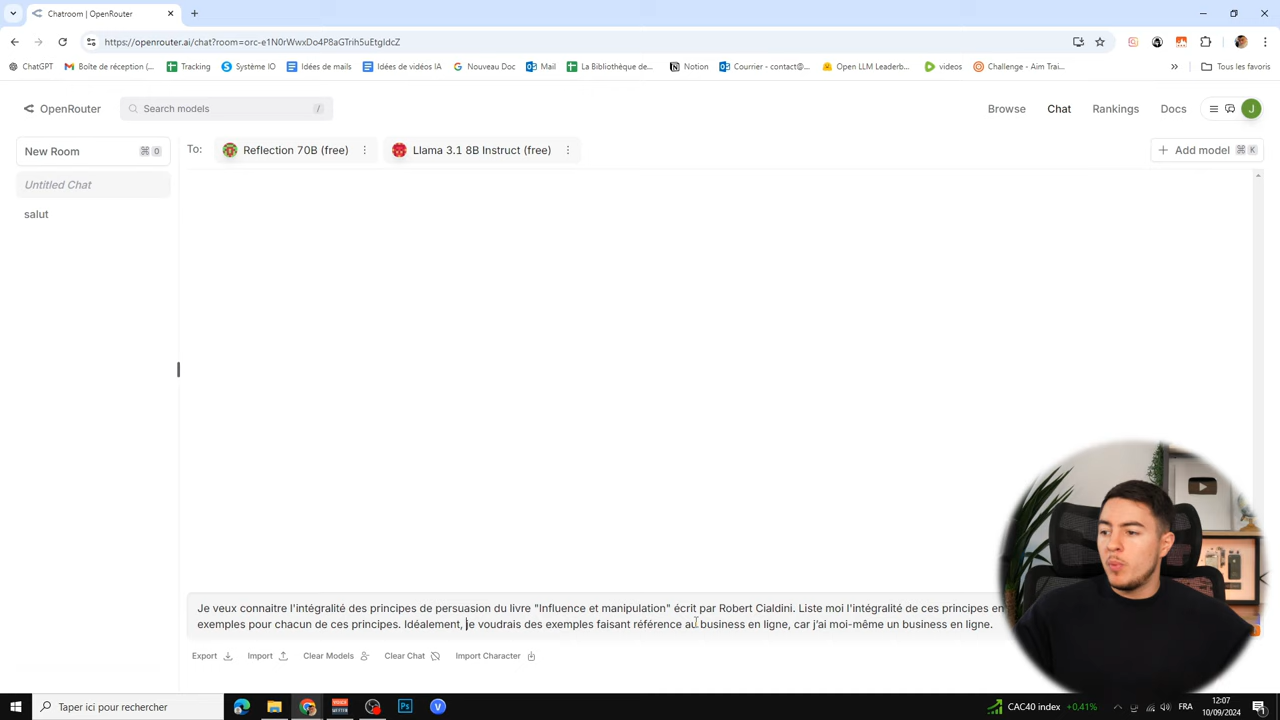 Chatroom | OpenRouter
https://openrouter.ai/chat?room=orc-e1N0rWwxDo4P8aGTrih5uEtgIdcZ
ChatGPT
Boîte de réception (...
Tracking
Système IO
Idées de mails
Idées de vidéos IA
Nouveau Doc
Mail
La Bibliothèque de...
Notion
Courrier - contact@...
Open LLM Leaderb...
videos
Challenge - Aim Trai...
»
Tous les favoris
OpenRouter
Search models
/
Browse
Chat
Rankings
Docs
J
New Room
⌘ 0
To:
Reflection 70B (free)
Llama 3.1 8B Instruct (free)
+ Add model ⌘ K
Untitled Chat
salut
Je veux connaitre l'intégralité des principes de persuasion du livre "Influence et manipulation" écrit par Robert Cialdini. Liste moi l'intégralité de ces principes en
exemples pour chacun de ces principes. Idéalement, je voudrais des exemples faisant référence au business en ligne, car j'ai moi-même un business en ligne.
Export
Import
Clear Models
Clear Chat
Import Character
Taper ici pour rechercher
VOICE
Ps
V
CAC40 index +0,41%
FRA
12:07
10/09/2024